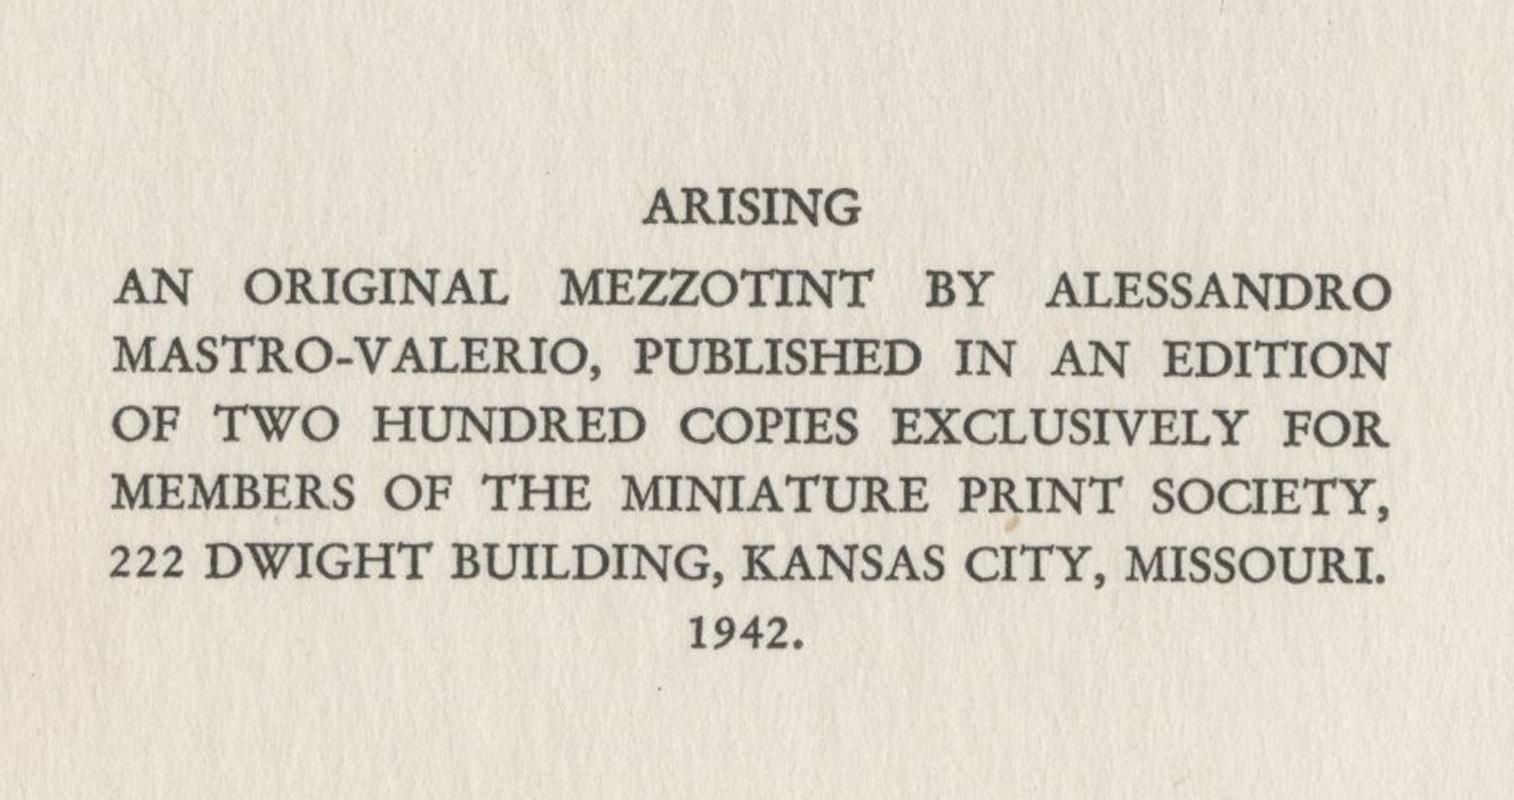 ARISING
AN ORIGINAL MEZZOTINT BY ALESSANDRO
MASTRO-VALERIO, PUBLISHED IN AN EDITION
OF TWO HUNDRED COPIES EXCLUSIVELY FOR
MEMBERS OF THE MINIATURE PRINT SOCIETY,
222 DWIGHT BUILDING, KANSAS CITY, MISSOURI.
1942.